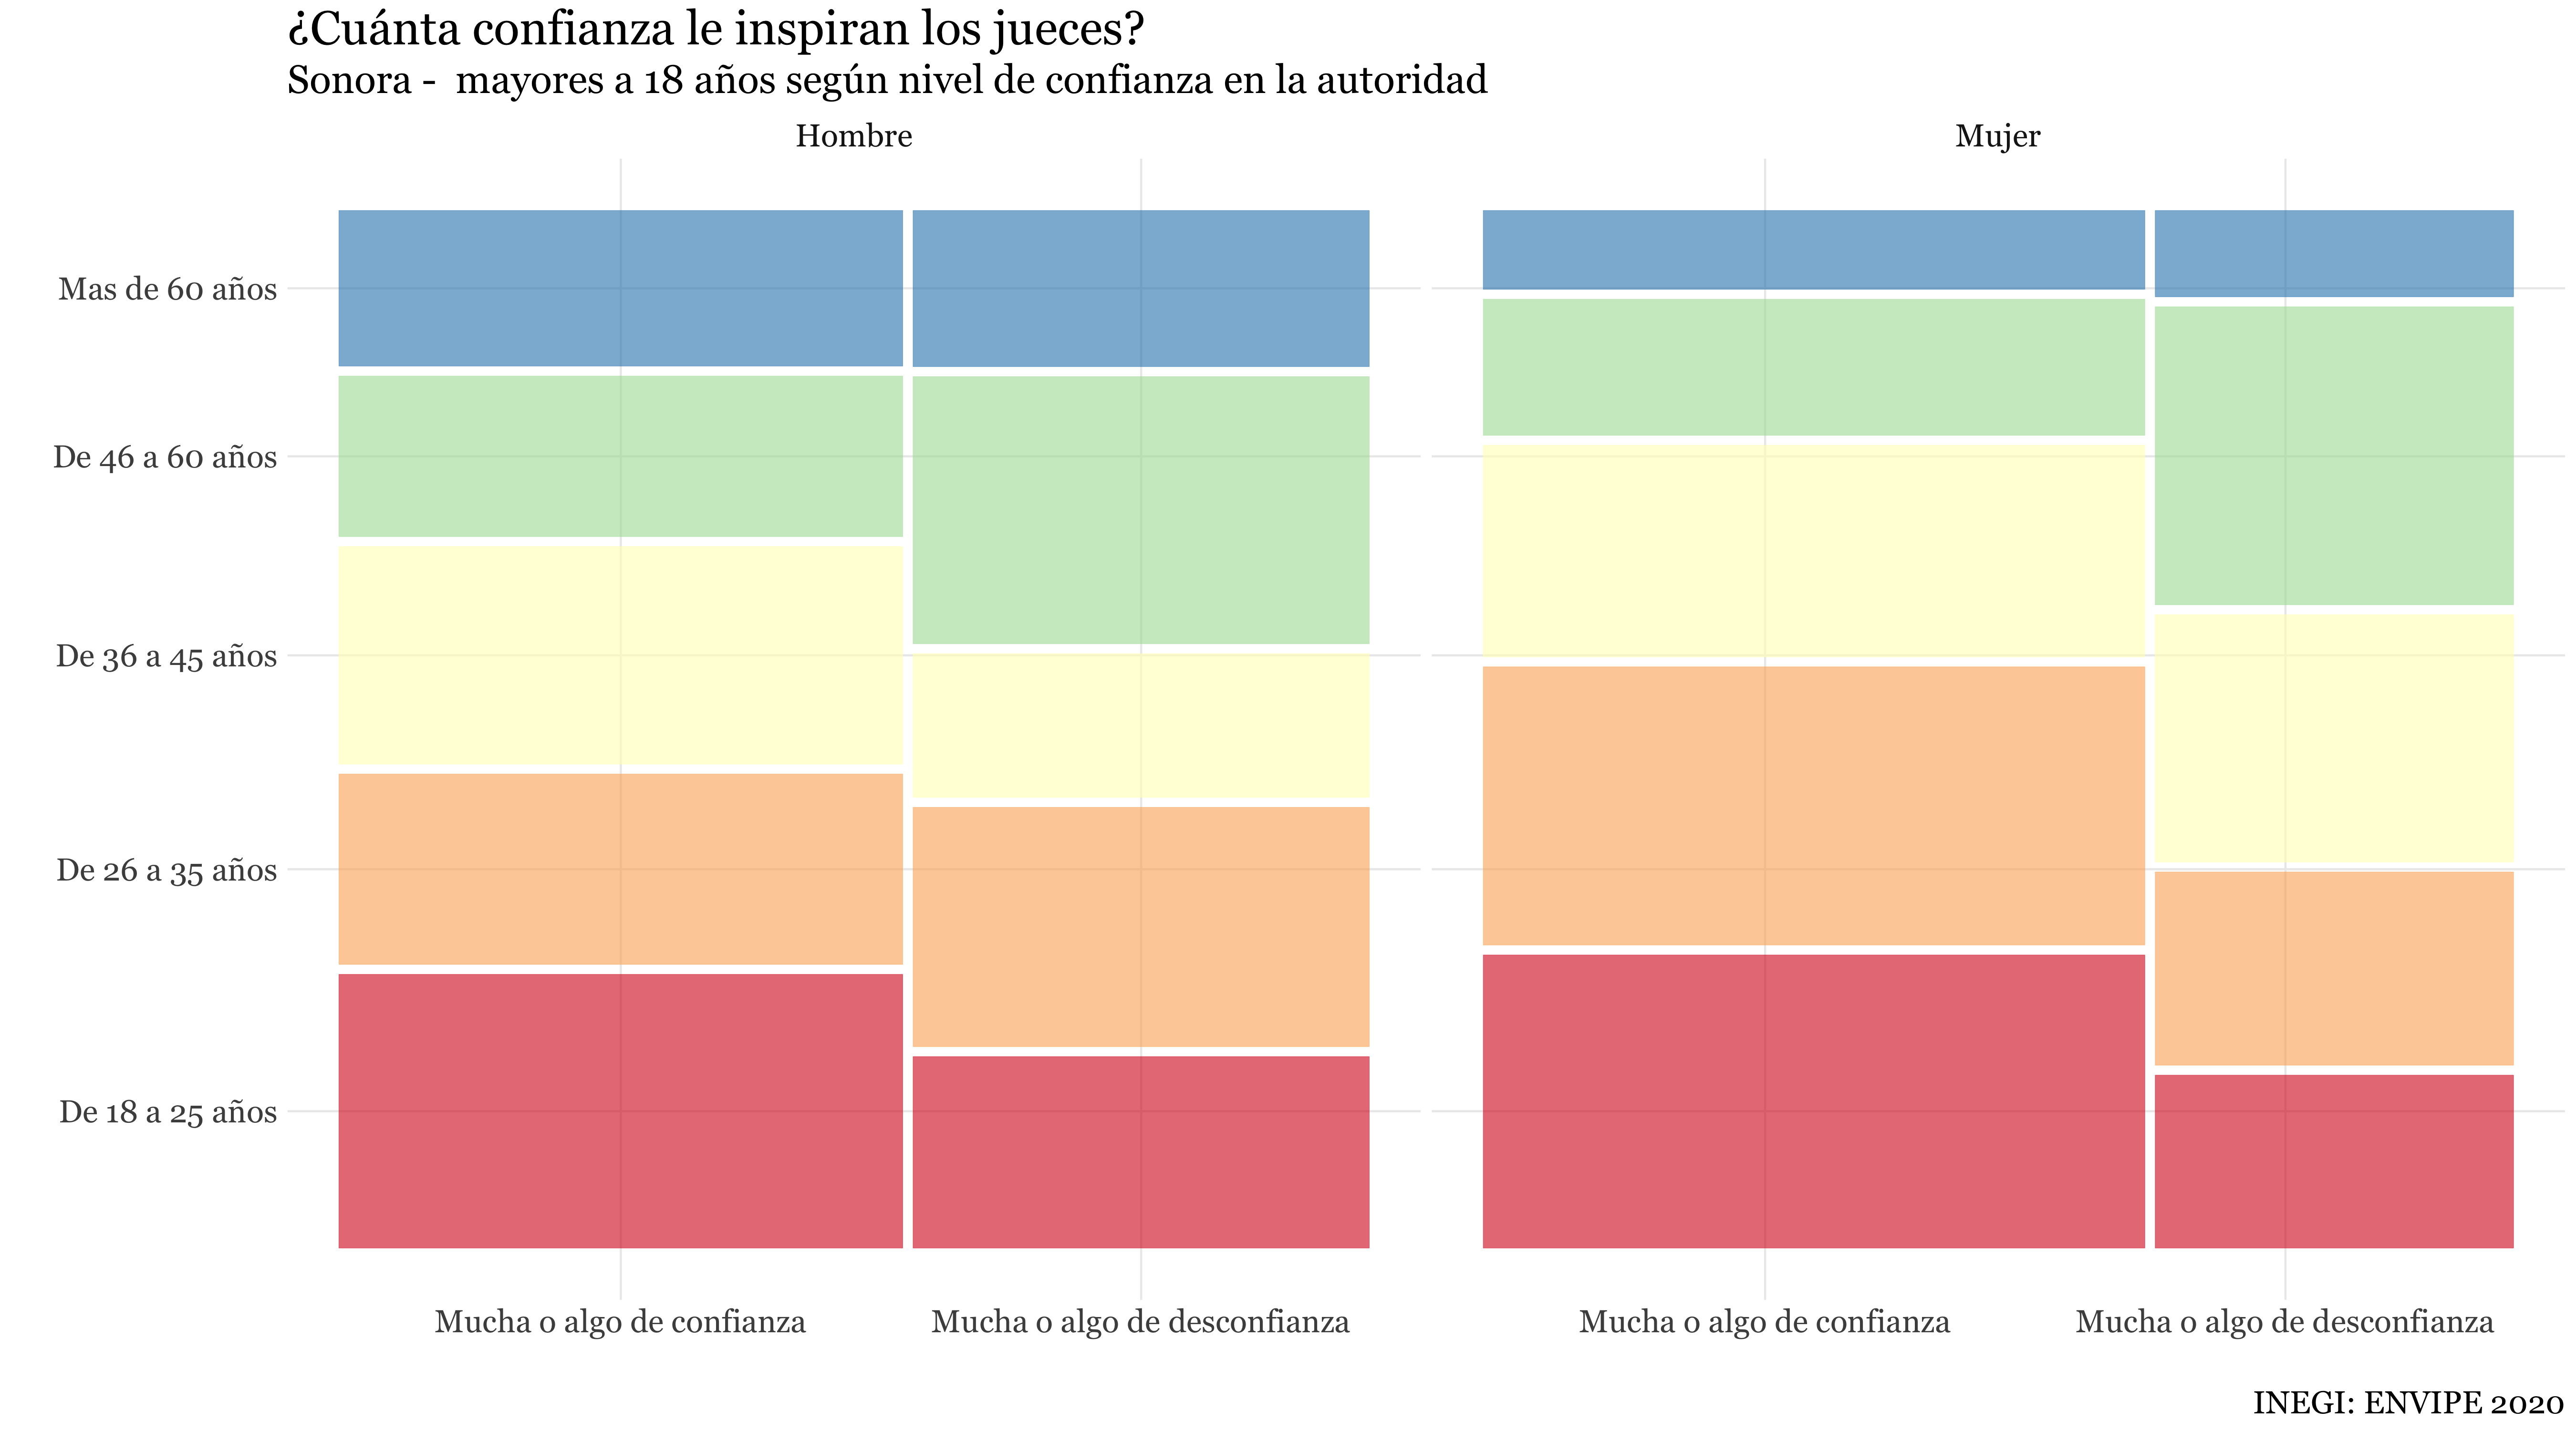 ¿Cuánta confianza le inspiran los jueces?
Sonora -  mayores a 18 años según nivel de confianza en la autoridad
Hombre
Mujer
Mas de 60 años
De 46 a 60 años
De 36 a 45 años
De 26 a 35 años
De 18 a 25 años
Mucha o algo de confianza
Mucha o algo de desconfianza
Mucha o algo de confianza
Mucha o algo de desconfianza
INEGI: ENVIPE 2020